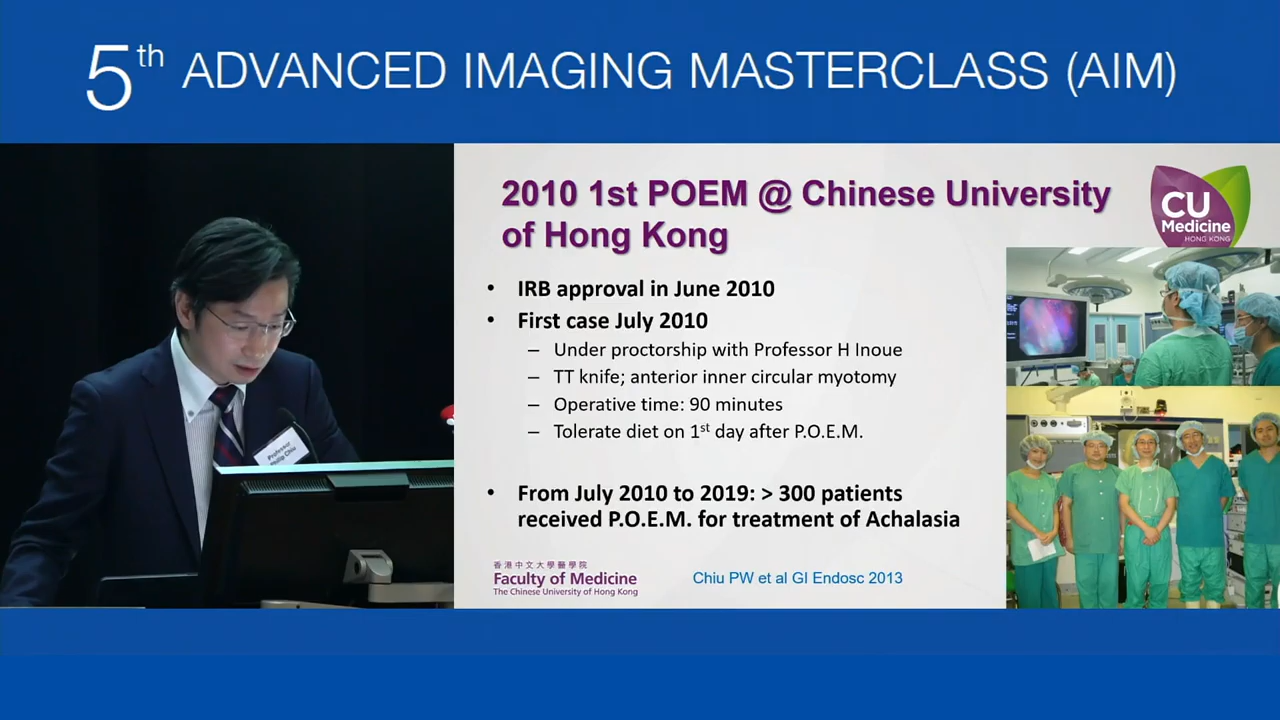 5th ADVANCED IMAGING MASTERCLASS (AIM)
2010 1st POEM @ Chinese University
of Hong Kong
CU
Medicine
HONG KONG
• IRB approval in June 2010
• First case July 2010
– Under proctorship with Professor H Inoue
– TT knife; anterior inner circular myotomy
– Operative time: 90 minutes
– Tolerate diet on 1st day after P.O.E.M.
• From July 2010 to 2019: > 300 patients
received P.O.E.M. for treatment of Achalasia
Professor
Philip Chiu
香港中文大學醫學院
Faculty of Medicine
The Chinese University of Hong Kong
Chiu PW et al GI Endosc 2013